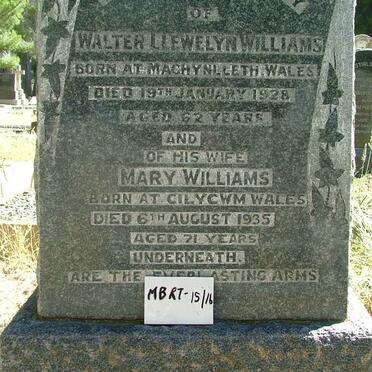 OF
WALTER LLEWELYN WILLIAMS
BORN AT MACHYNLLETH WALES
DIED 19TH JANUARY 1928
AGED 62 YEARS
AND
OF HIS WIFE
MARY WILLIAMS
BORN AT CILYCWM WALES
DIED 6TH AUGUST 1935
AGED 71 YEARS
UNDERNEATH.
ARE THE EVERLASTING ARMS
MBRT-15/16